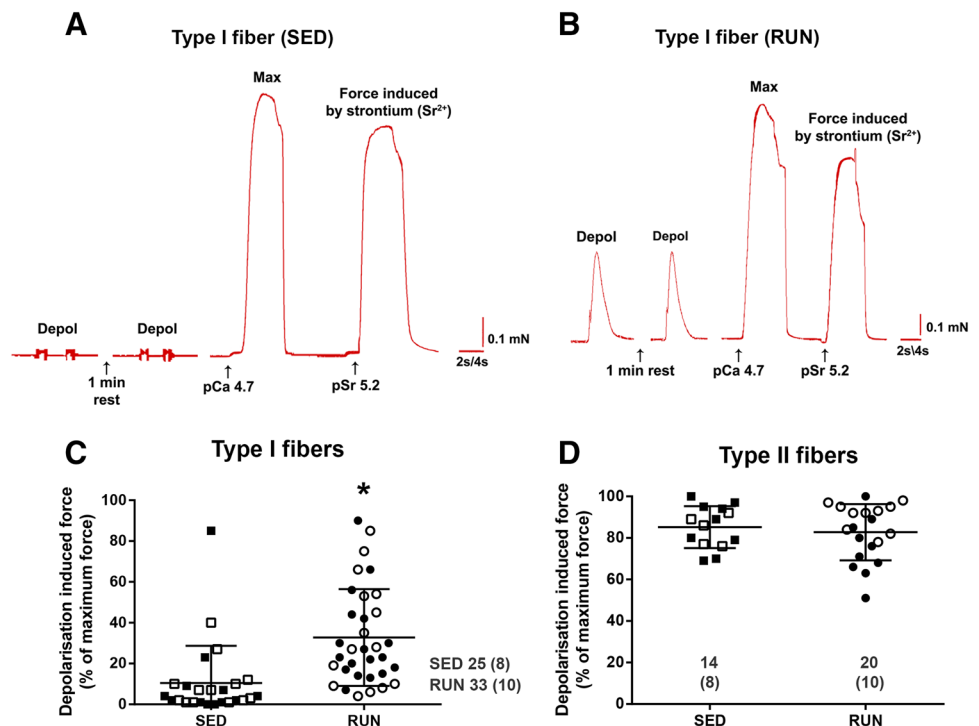 A
Type I fiber (SED)
Max
Force induced
by strontium (Sr²⁺)
Depol
Depol
0.1 mN
2s/4s
1 min
rest
pCa 4.7
pSr 5.2
B
Type I fiber (RUN)
Max
Force induced
by strontium (Sr²⁺)
Depol
Depol
0.1 mN
2s\4s
1 min rest
pCa 4.7
pSr 5.2
C
Type I fibers
Depolarisation induced force
(% of maximum force)
100
80
60
40
20
0
*
SED 25 (8)
RUN 33 (10)
SED
RUN
D
Type II fibers
Depolarisation induced force
(% of maximum force)
100
80
60
40
20
0
14
(8)
20
(10)
SED
RUN